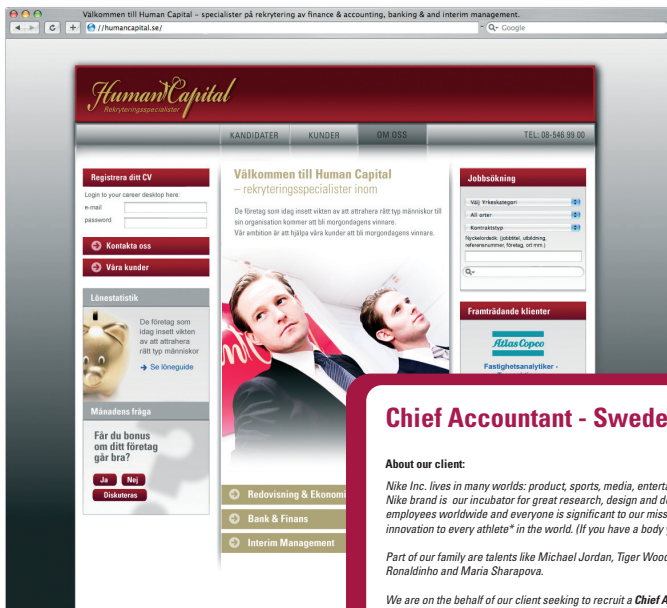 Välkommen till Human Capital – specialister på rekrytering av finance & accounting, banking & and interim management.
//humancapital.se/
Google
Human Capital
Rekryteringsspecialister
KANDIDATER
KUNDER
OM OSS
TEL: 08-546 99 00
Registrera ditt CV
Login to your career desktop here:
e-mail
password
Kontakta oss
Våra kunder
Lönestatistik
De företag som
idag insett vikten
av att attrahera
rätt typ människor
Se löneguide
Månadens fråga
Får du bonus
om ditt företag
går bra?
Ja
Nej
Diskuteras
Välkommen till Human Capital
– rekryteringsspecialister inom
De företag som idag insett vikten av att attrahera rätt typ människor till
sin organisation kommer att bli morgondagens vinnare.
Vår ambition är att hjälpa våra kunder att bli morgondagens vinnare.
Redovisning & Ekonomi
Bank & Finans
Interim Management
Jobbsökning
Välj Yrkeskategori
All orter
Kontraktstyp
Nyckelordsök: (jobbtitel, utbildning,
referensnummer, företag, ort mm.)
Framträdande klienter
Atlas Copco
Fastighetsanalytiker -
Chief Accountant - Swede
About our client:
Nike Inc. lives in many worlds: product, sports, media, enterta
Nike brand is our incubator for great research, design and d
employees worldwide and everyone is significant to our miss
innovation to every athlete* in the world. (If you have a body
Part of our family are talents like Michael Jordan, Tiger Wood
Ronaldinho and Maria Sharapova.
We are on the behalf of our client seeking to recruit a Chief A